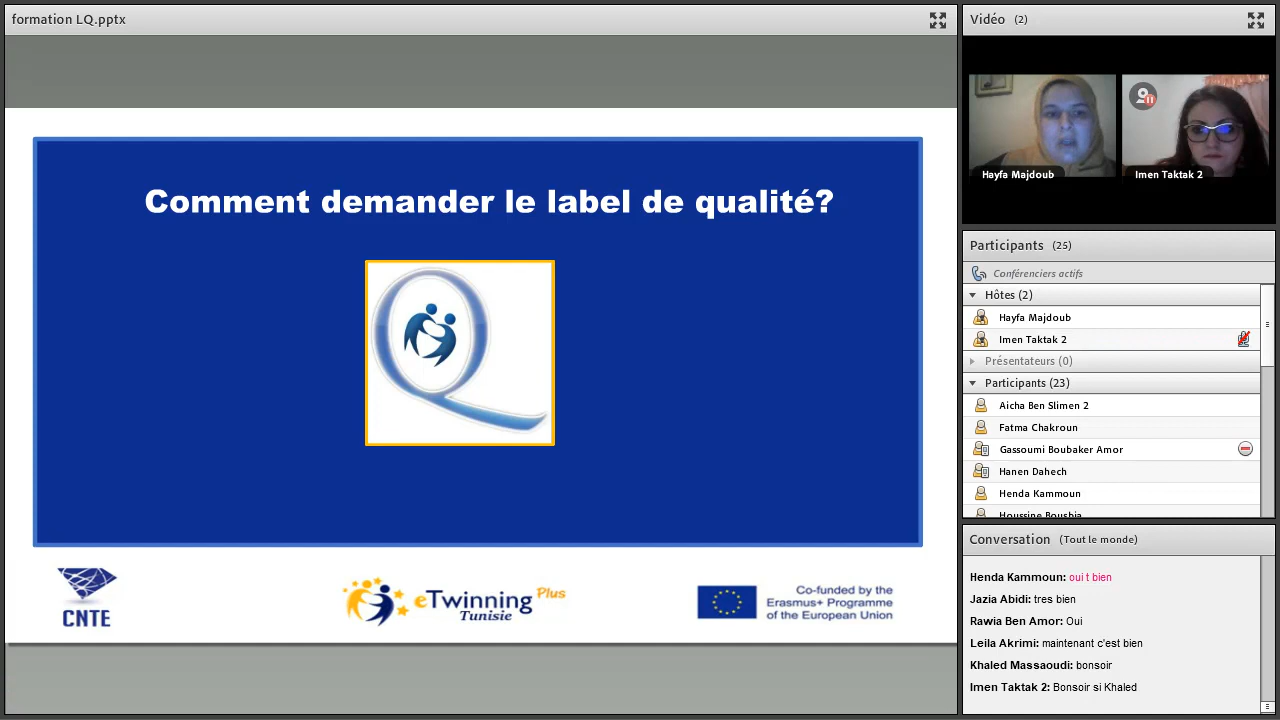 formation LQ.pptx
Comment demander le label de qualité?
CNTE
eTwinning Plus
Tunisie
Co-funded by the
Erasmus+ Programme
of the European Union
Vidéo (2)
Hayfa Majdoub
Imen Taktak 2
Participants (25)
Conférenciers actifs
Hôtes (2)
Hayfa Majdoub
Imen Taktak 2
Présentateurs (0)
Participants (23)
Aicha Ben Slimen 2
Fatma Chakroun
Gassoumi Boubaker Amor
Hanen Dahech
Henda Kammoun
Houssine Bousbia
Conversation (Tout le monde)
Henda Kammoun: oui t bien
Jazia Abidi: tres bien
Rawia Ben Amor: Oui
Leila Akrimi: maintenant c'est bien
Khaled Massaoudi: bonsoir
Imen Taktak 2: Bonsoir si Khaled